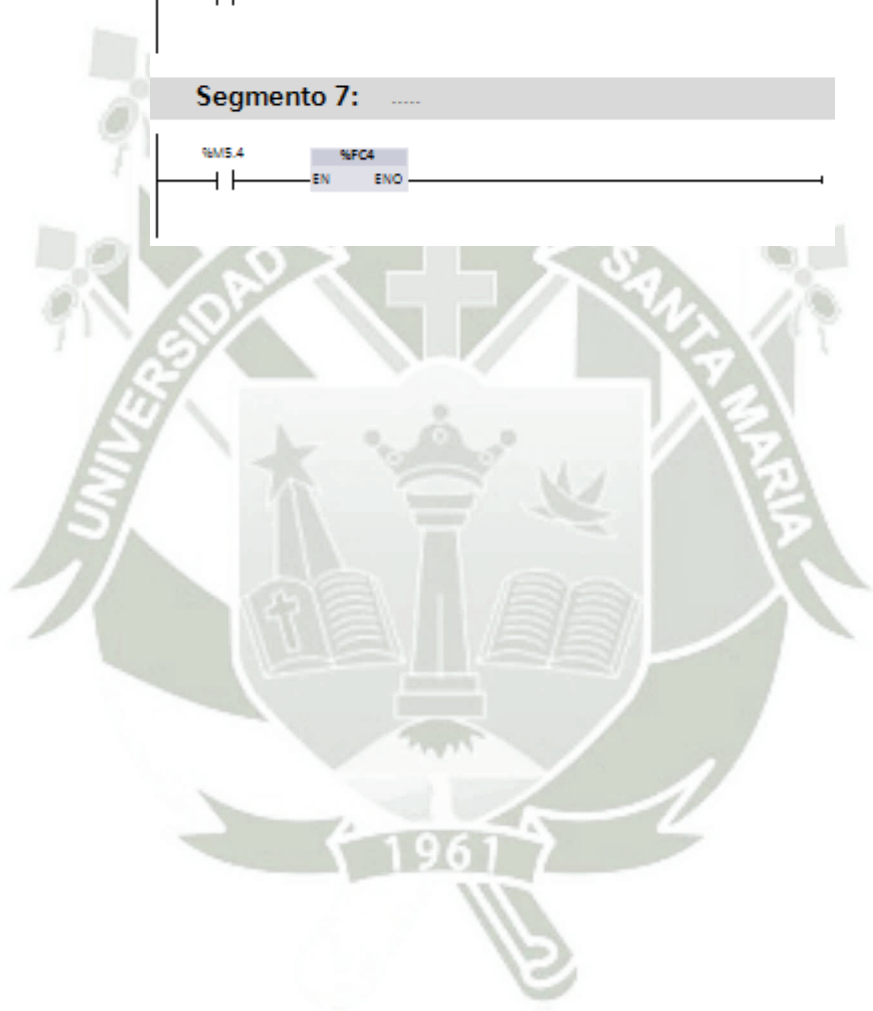 Segmento 7: .....
%M5.4
%FC4
EN ENO
UNIVERSIDAD
SANTA MARIA
1961